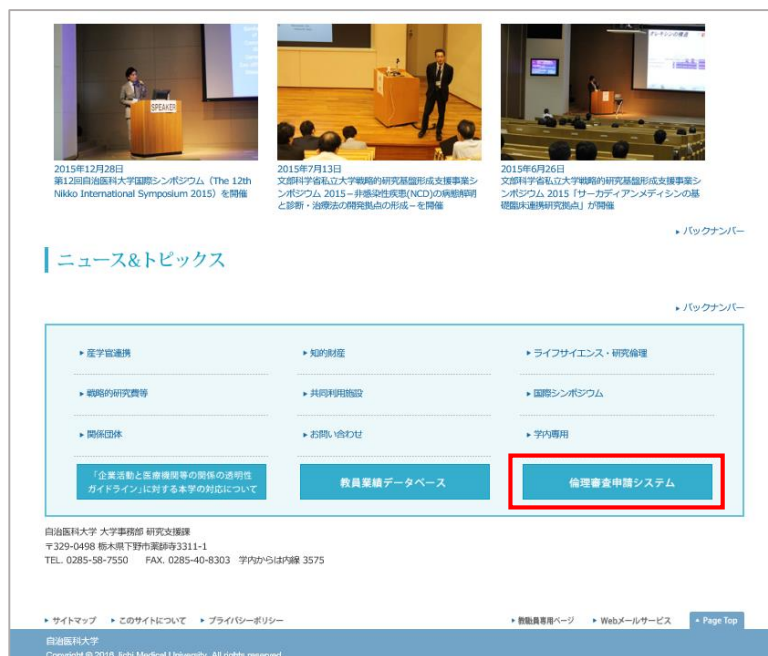 SPEAKER
2015年12月28日
第12回自治医科大学国際シンポジウム（The 12th
Nikko International Symposium 2015）を開催
2015年7月13日
文部科学省私立大学戦略的研究基盤形成支援事業シ
ンポジウム 2015－非感染性疾患(NCD)の病態解明
と診断・治療法の開発拠点の形成－を開催
2015年6月26日
文部科学省私立大学戦略的研究基盤形成支援事業シ
ンポジウム 2015「サーカディアンメディシンの基
礎臨床連携研究拠点」が開催
バックナンバー
ニュース&トピックス
バックナンバー
産学官連携
知的財産
ライフサイエンス・研究倫理
戦略的研究費等
共同利用施設
国際シンポジウム
関係団体
お問い合わせ
学内専用
「企業活動と医療機関等の関係の透明性
ガイドライン」に対する本学の対応について
教員業績データベース
倫理審査申請システム
自治医科大学 大学事務部 研究支援課
〒329-0498 栃木県下野市薬師寺3311-1
TEL. 0285-58-7550 FAX. 0285-40-8303 学内からは内線 3575
サイトマップ このサイトについて プライバシーポリシー
教職員専用ページ Webメールサービス Page Top
自治医科大学
Copyright © 2016 Jichi Medical University. All rights reserved.